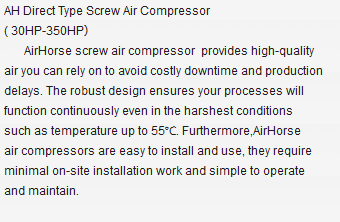 AH Direct Type Screw Air Compressor
( 30HP-350HP)
AirHorse screw air compressor  provides high-quality
air you can rely on to avoid costly downtime and production
delays. The robust design ensures your processes will
function continuously even in the harshest conditions
such as temperature up to 55℃. Furthermore,AirHorse
air compressors are easy to install and use, they require
minimal on-site installation work and simple to operate
and maintain.